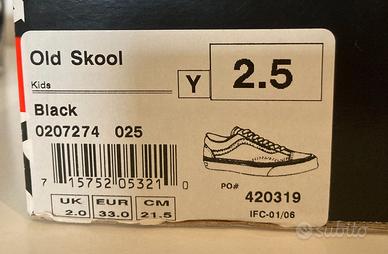 Old Skool
Kids
Y 2.5
Black
0207274 025
7 15752 05321 0
PO# 420319
UK EUR CM
2.0 33.0 21.5
IFC-01/06
subito